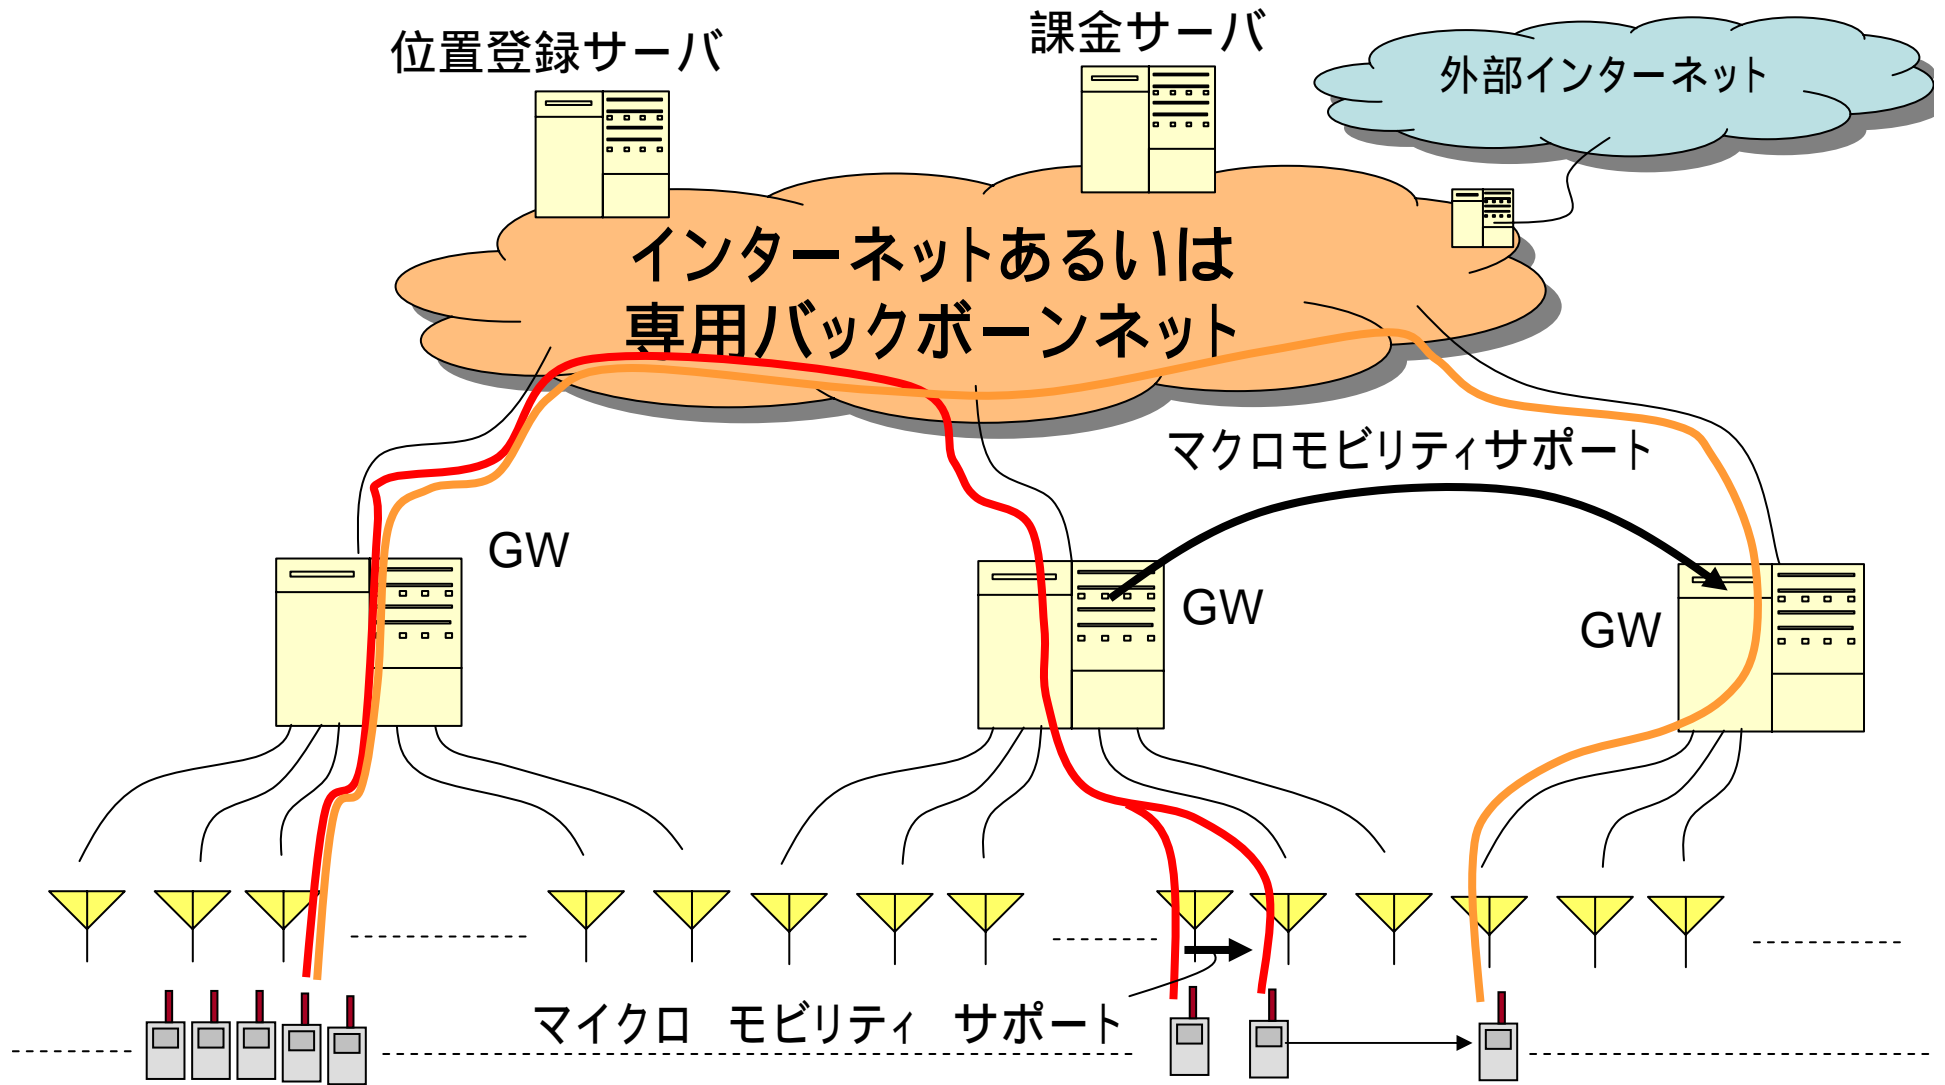 位置登録サーバ
課金サーバ
外部インターネット
インターネットあるいは
専用バックボーンネット
マクロモビリティサポート
GW
GW
GW
マイクロ　モビリティ　サポート